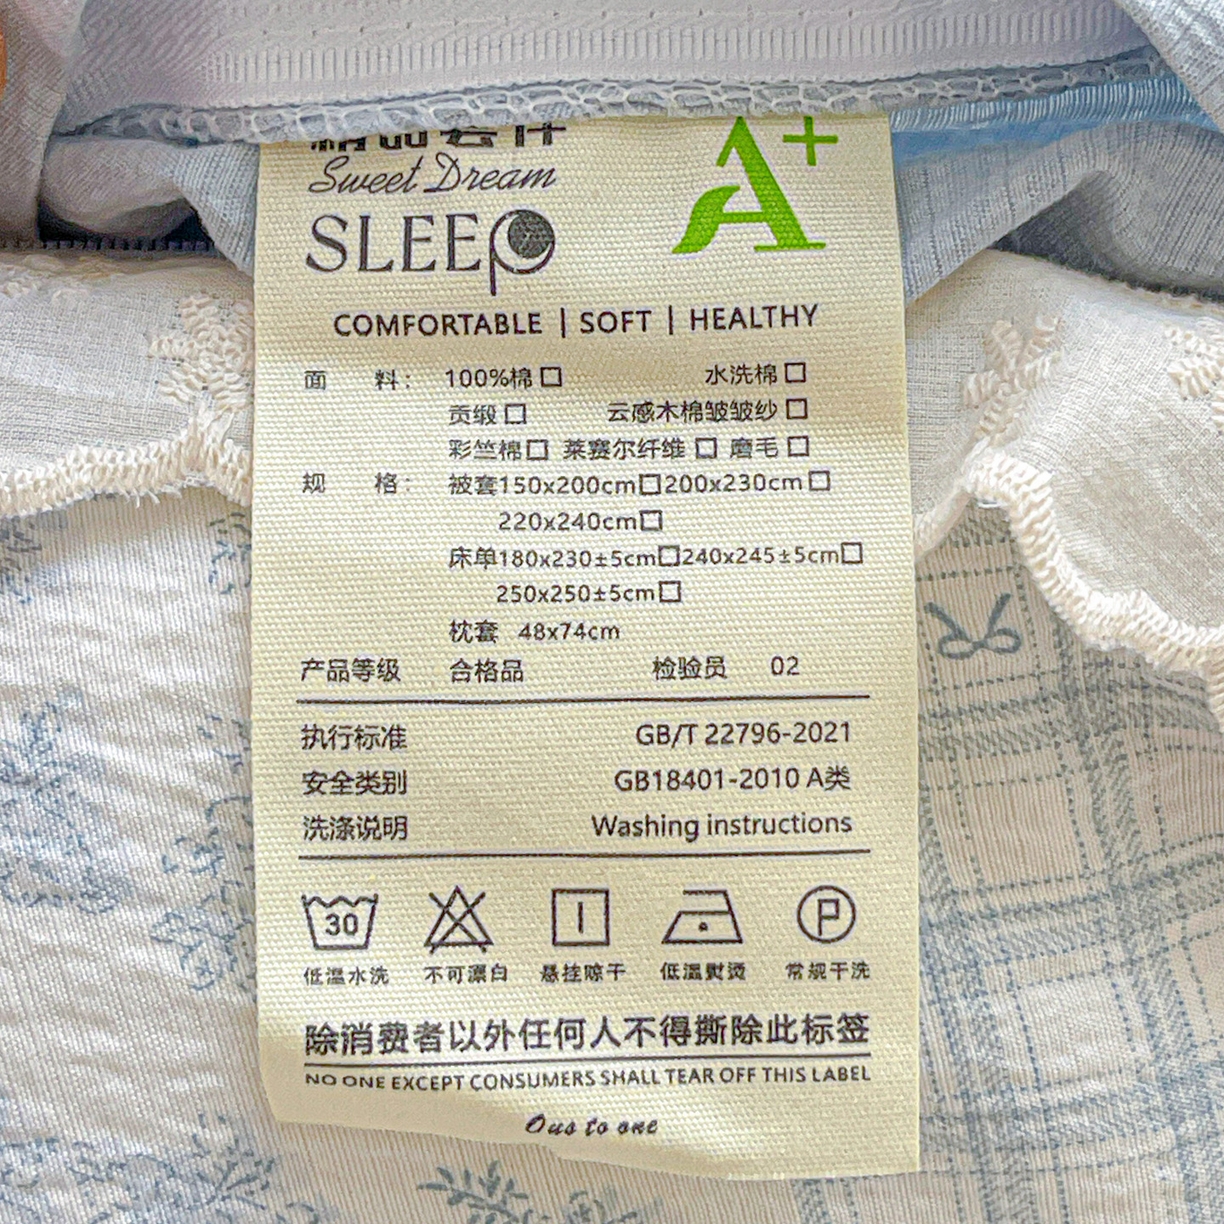 精品套件
Sweet Dream
A+
SLEEP
COMFORTABLE | SOFT | HEALTHY
面 料: 100%棉□ 水洗棉□
贡缎□ 云感木棉皱皱纱□
彩竺棉□ 莱赛尔纤维□ 磨毛□
规 格: 被套150x200cm□200x230cm□
220x240cm□
床单180x230±5cm□240x245±5cm□
250x250±5cm□
枕套 48x74cm
产品等级 合格品 检验员 02
执行标准 GB/T 22796-2021
安全类别 GB18401-2010 A类
洗涤说明 Washing instructions
30 P
低温水洗 不可漂白 悬挂晾干 低温熨烫 常规干洗
除消费者以外任何人不得撕除此标签
NO ONE EXCEPT CONSUMERS SHALL TEAR OFF THIS LABEL
Ous to one